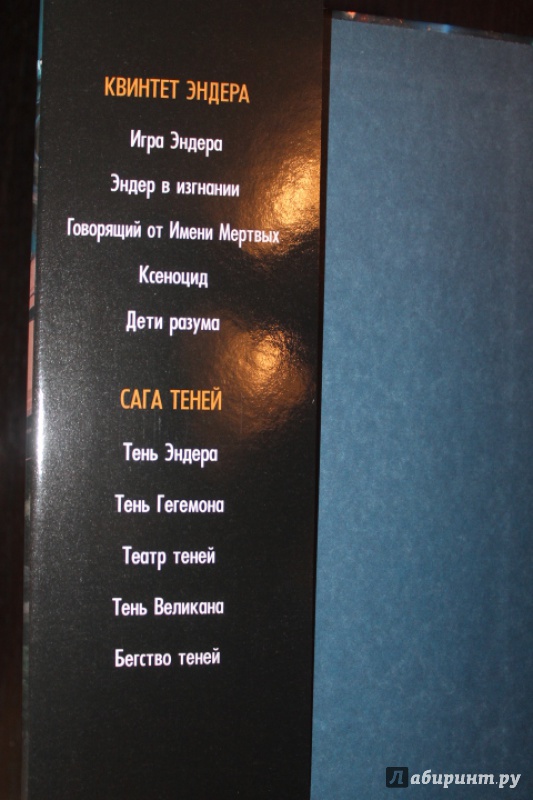 КВИНТЕТ ЭНДЕРА
Игра Эндера
Эндер в изгнании
Говорящий от Имени Мертвых
Ксеноцид
Дети разума
САГА ТЕНЕЙ
Тень Эндера
Тень Гегемона
Театр теней
Тень Великана
Бегство теней
Лабиринт.ру